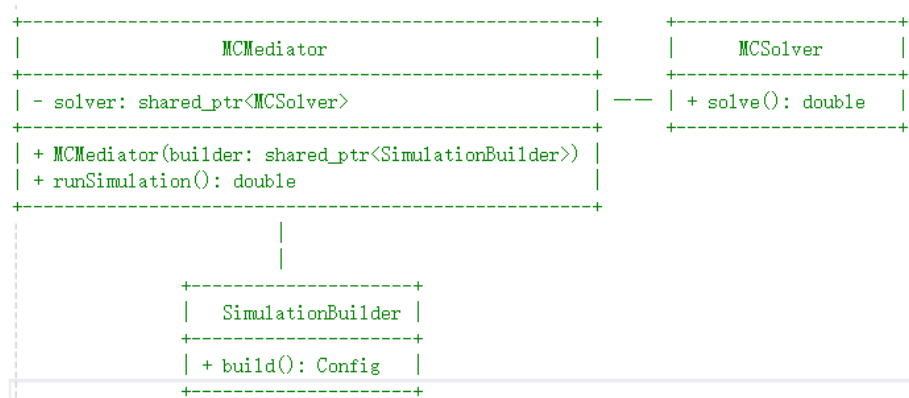 MCMediator
- solver: shared_ptr<MCSolver>
+ MCMediator(builder: shared_ptr<SimulationBuilder>)
+ runSimulation(): double
MCSolver
+ solve(): double
SimulationBuilder
+ build(): Config